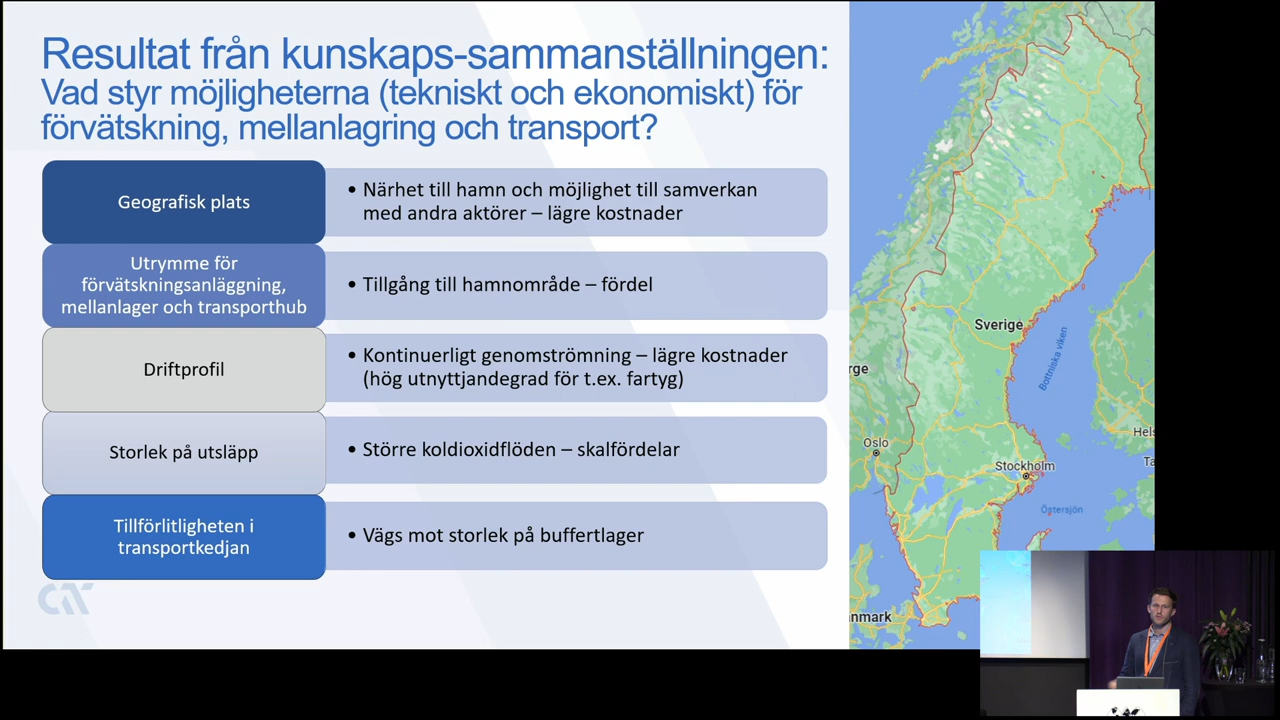 Resultat från kunskaps-sammanställningen:
Vad styr möjligheterna (tekniskt och ekonomiskt) för
förvätskning, mellanlagring och transport?
Geografisk plats
• Närhet till hamn och möjlighet till samverkan
med andra aktörer – lägre kostnader
Utrymme för
förvätskningsanläggning,
mellanlager och transporthub
• Tillgång till hamnområde – fördel
Driftprofil
• Kontinuerligt genomströmning – lägre kostnader
(hög utnyttjandegrad för t.ex. fartyg)
Storlek på utsläpp
• Större koldioxidflöden – skalfördelar
Tillförlitligheten i
transportkedjan
• Vägs mot storlek på buffertlager
Sverige
Bottniska viken
rge
Oslo
Hels
Stockholm
Ta
Östersjön
nmark